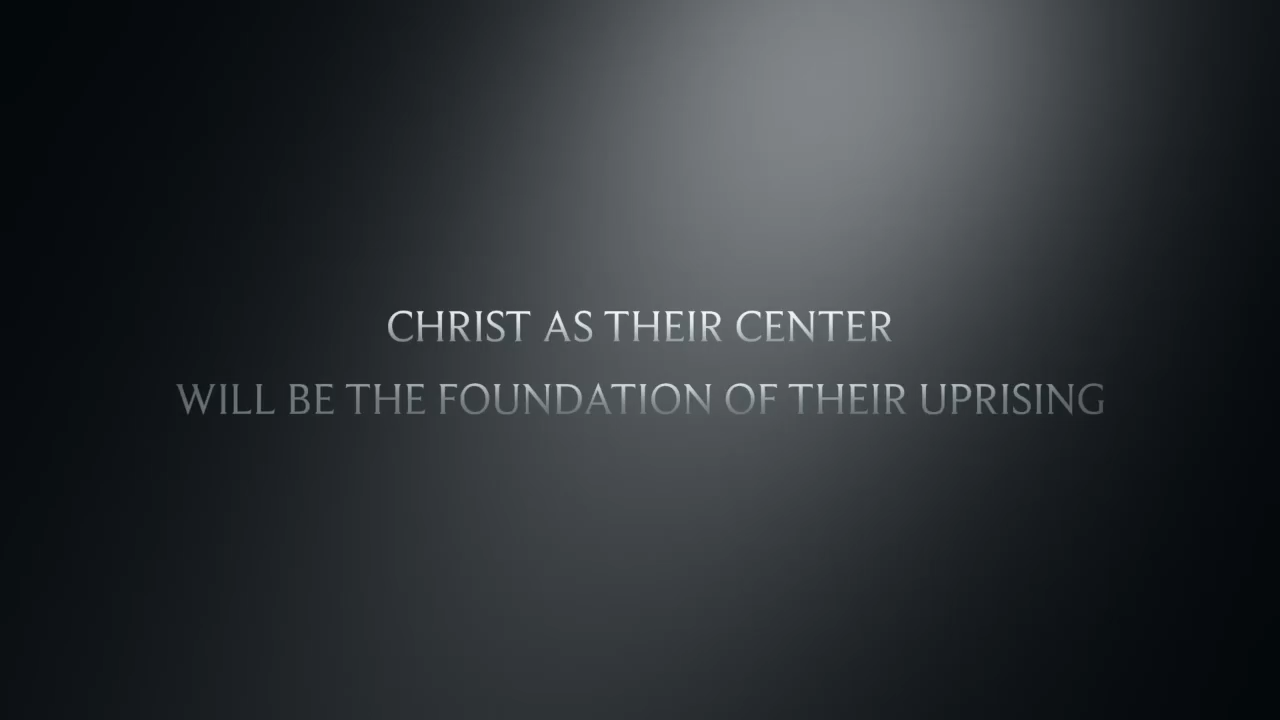 CHRIST AS THEIR CENTER
WILL BE THE FOUNDATION OF THEIR UPRISING